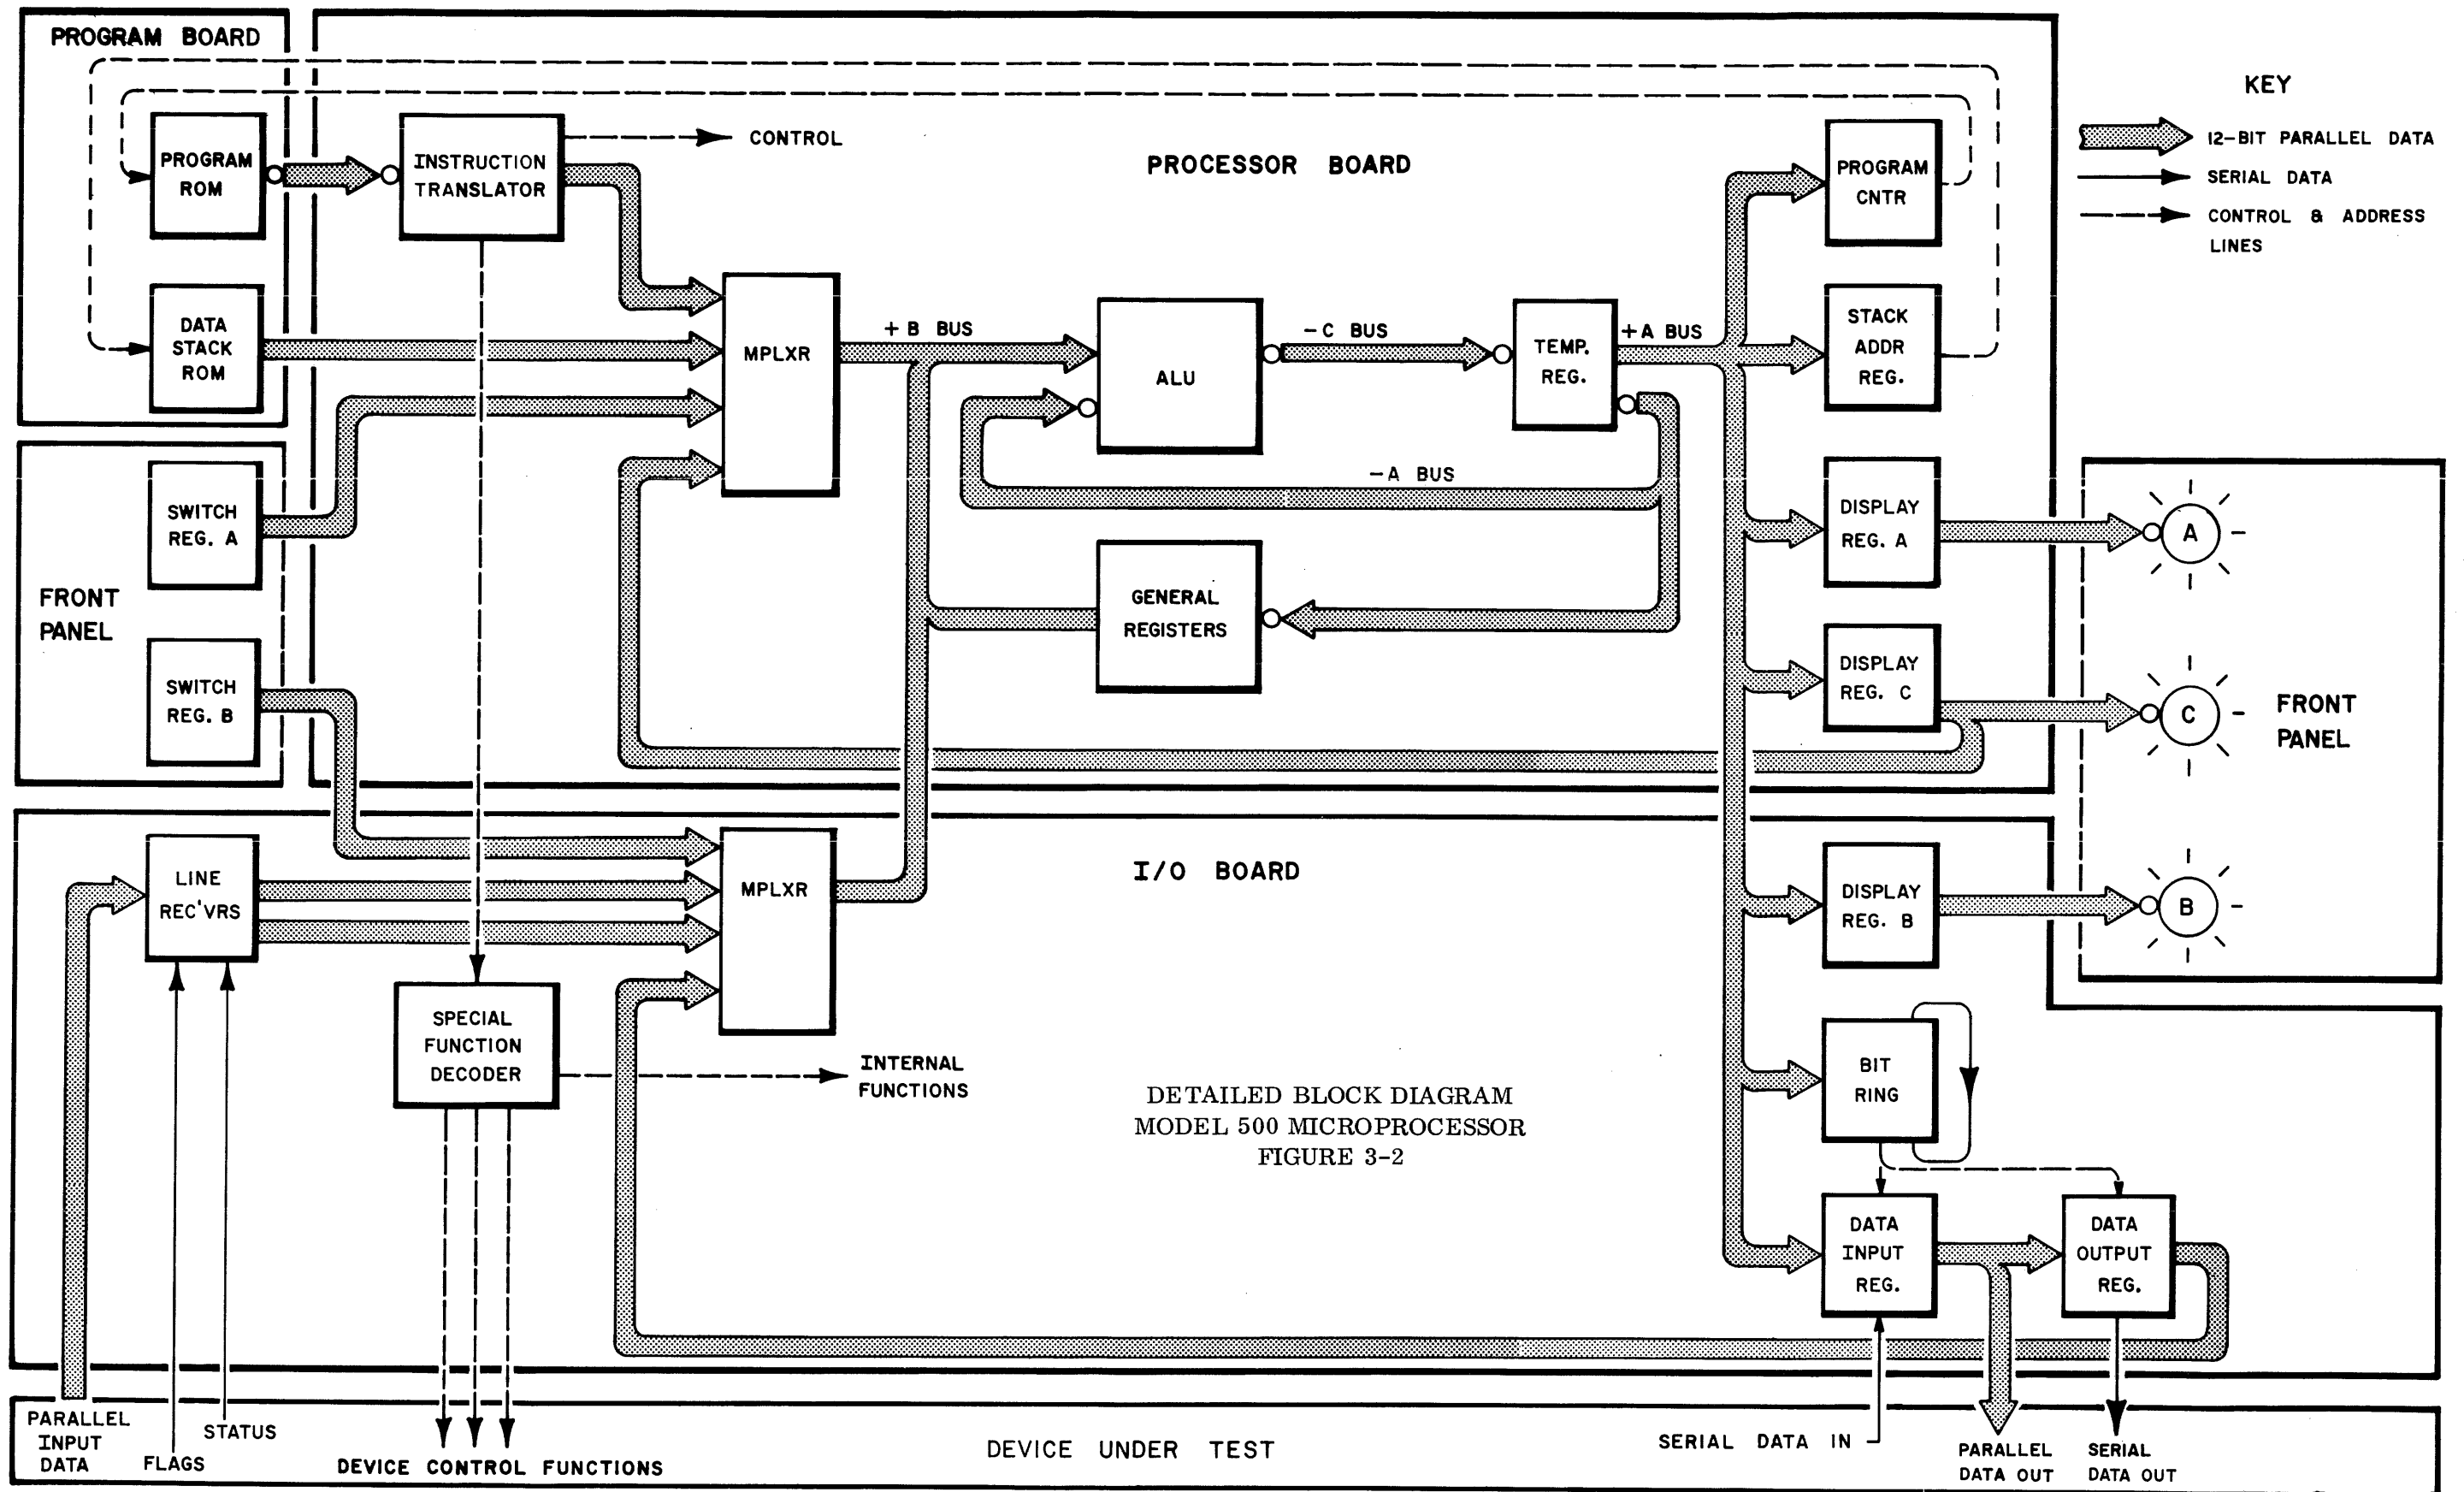 PROGRAM BOARD
PROGRAM
ROM
DATA
STACK
ROM
FRONT
PANEL
SWITCH
REG. A
SWITCH
REG. B
INSTRUCTION
TRANSLATOR
CONTROL
PROCESSOR BOARD
MPLXR
+ B BUS
ALU
– C BUS
TEMP.
REG.
+ A BUS
– A BUS
GENERAL
REGISTERS
PROGRAM
CNTR
STACK
ADDR
REG.
DISPLAY
REG. A
DISPLAY
REG. C
KEY
12–BIT PARALLEL DATA
SERIAL DATA
CONTROL & ADDRESS
LINES
A
C
B
FRONT
PANEL
LINE
REC'VRS
MPLXR
I/O BOARD
SPECIAL
FUNCTION
DECODER
INTERNAL
FUNCTIONS
DISPLAY
REG. B
BIT
RING
DATA
INPUT
REG.
DATA
OUTPUT
REG.
DETAILED BLOCK DIAGRAM
MODEL 500 MICROPROCESSOR
FIGURE 3-2
PARALLEL
INPUT
DATA
FLAGS
STATUS
DEVICE CONTROL FUNCTIONS
DEVICE UNDER TEST
SERIAL DATA IN
PARALLEL
DATA OUT
SERIAL
DATA OUT